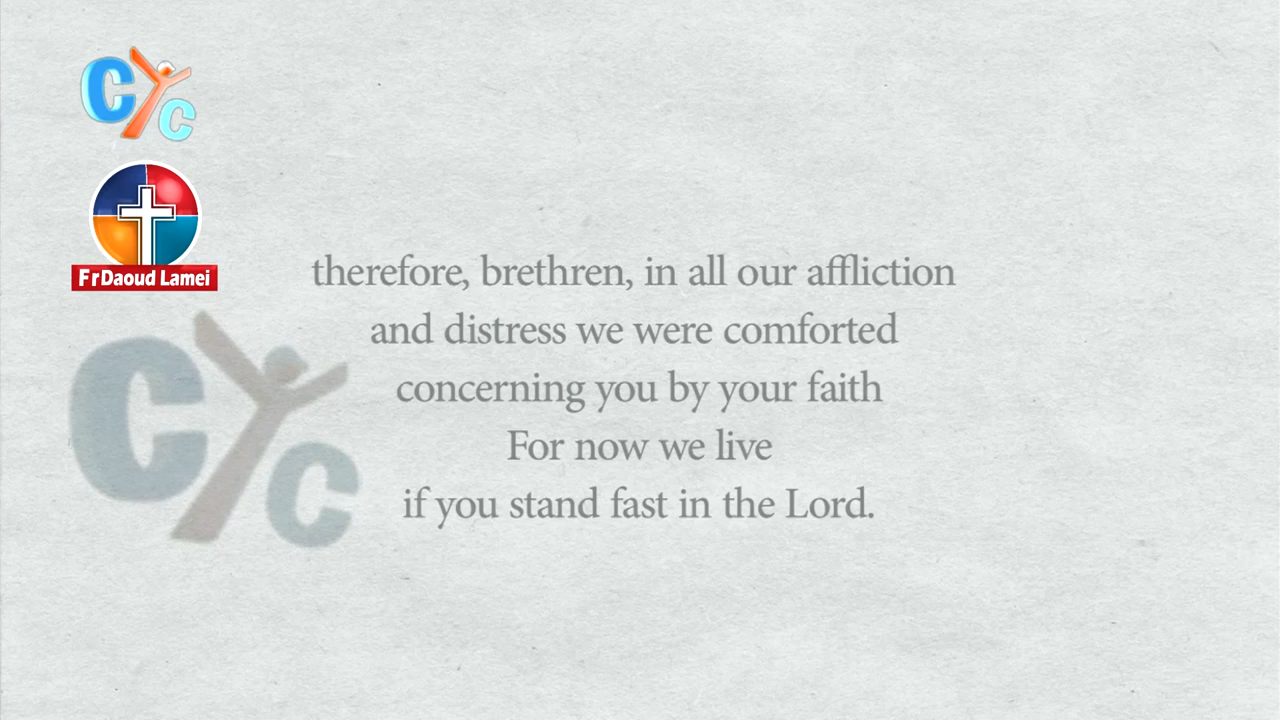 CYC
FrDaoud Lamei
therefore, brethren, in all our affliction
and distress we were comforted
concerning you by your faith
For now we live
if you stand fast in the Lord.
CYC